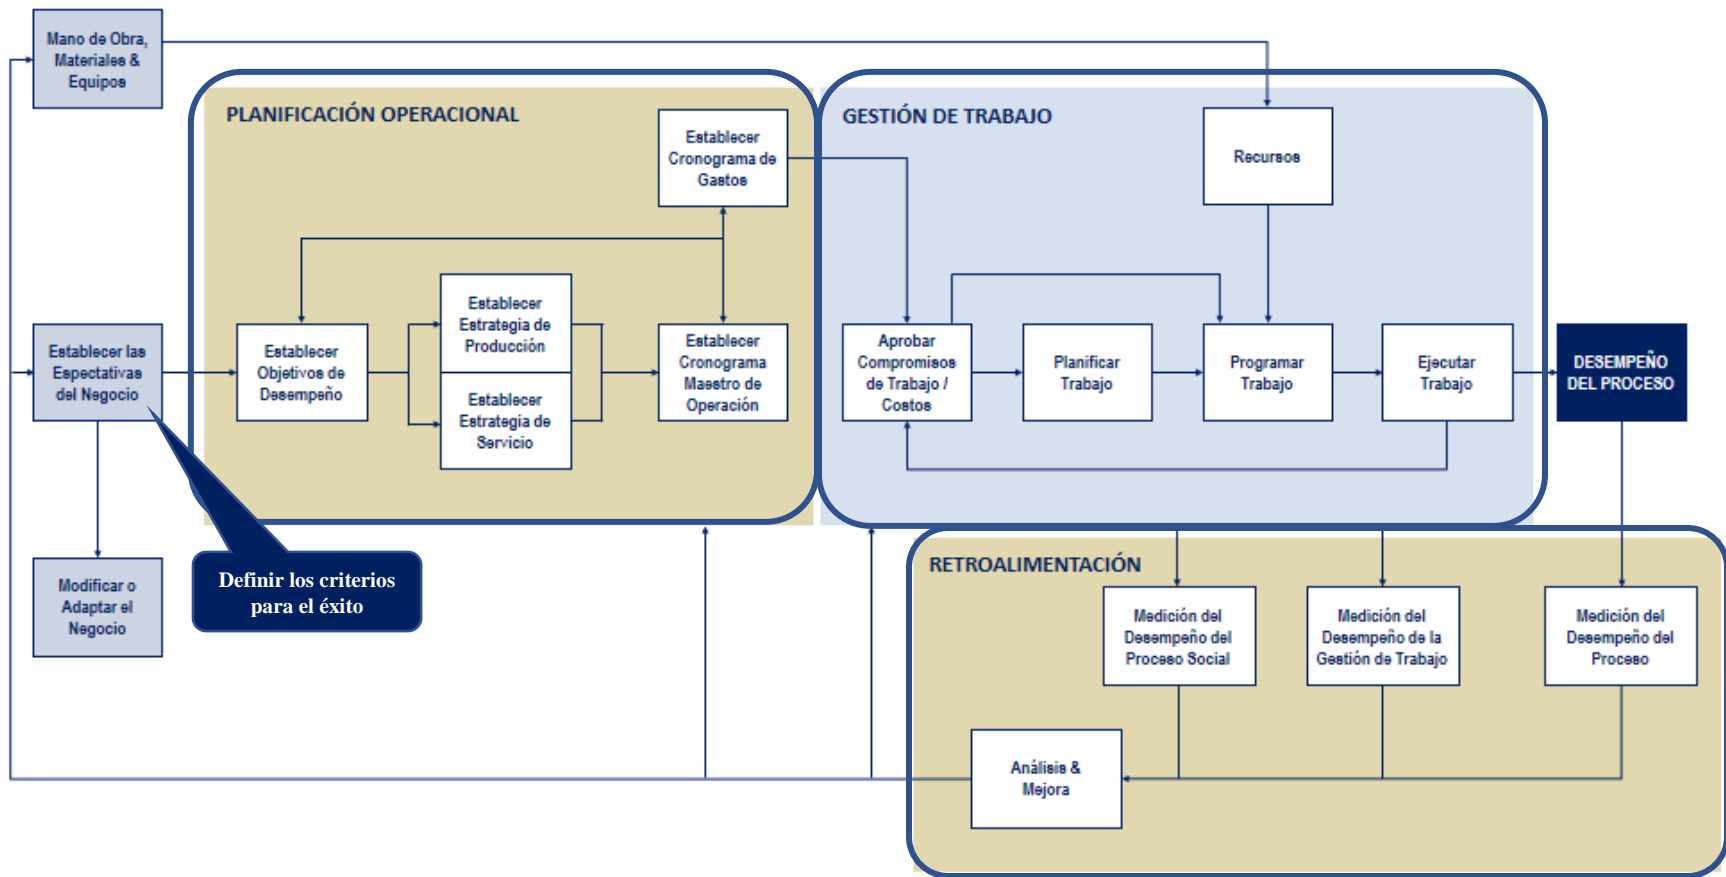 Mano de Obra,
Materiales &
Equipos
PLANIFICACIÓN OPERACIONAL
Establecer
Cronograma de
Gastos
GESTIÓN DE TRABAJO
Recursos
Establecer las
Espectativas
del Negocio
Establecer
Objetivos de
Desempeño
Establecer
Estrategia de
Producción
Establecer
Estrategia de
Servicio
Establecer
Cronograma
Maestro de
Operación
Aprobar
Compromisos
de Trabajo /
Costos
Planificar
Trabajo
Programar
Trabajo
Ejecutar
Trabajo
DESEMPEÑO
DEL PROCESO
Modificar o
Adaptar el
Negocio
Definir los criterios
para el éxito
RETROALIMENTACIÓN
Medición del
Desempeño del
Proceso Social
Medición del
Desempeño de la
Gestión de Trabajo
Medición del
Desempeño del
Proceso
Análisis &
Mejora